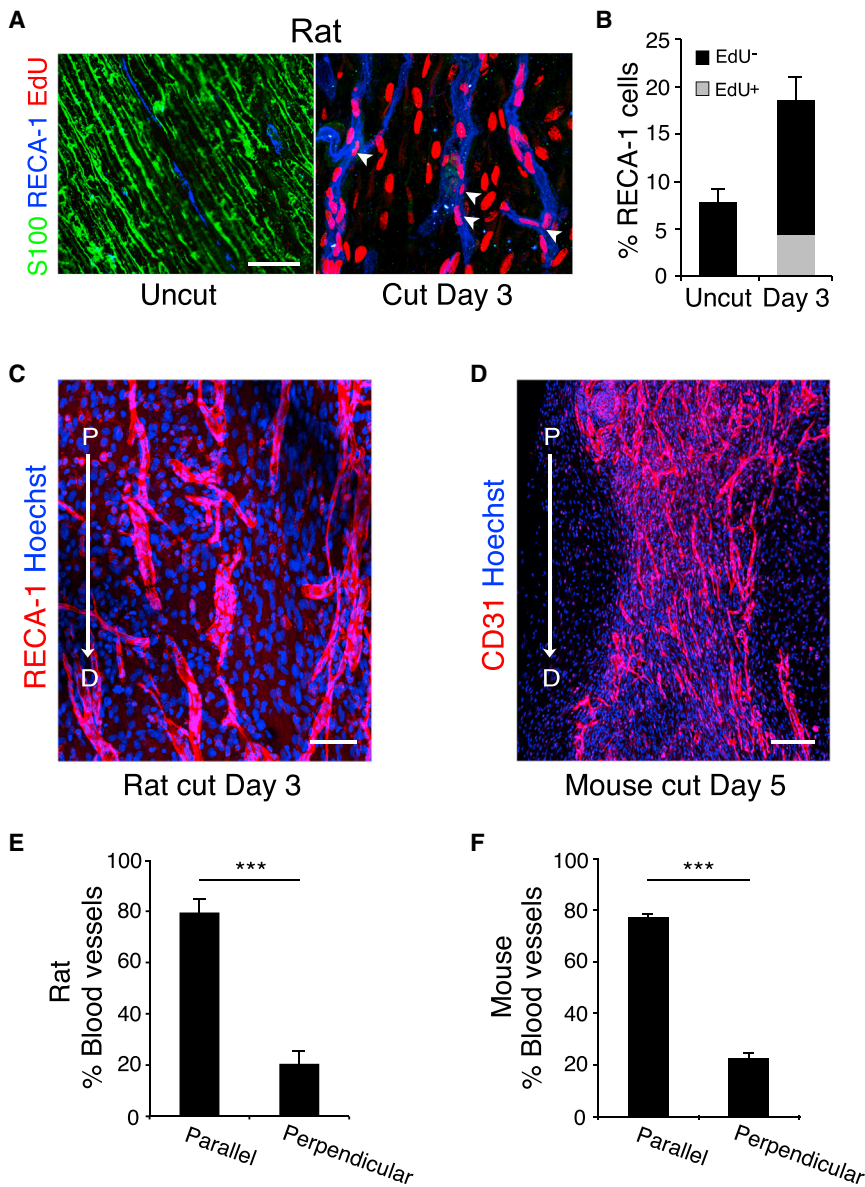 A
Rat
S100 RECA-1 EdU
Uncut
Cut Day 3
B
% RECA-1 cells
25
20
15
10
5
0
EdU-
EdU+
Uncut
Day 3
C
RECA-1 Hoechst
P
D
Rat cut Day 3
D
CD31 Hoechst
P
D
Mouse cut Day 5
E
Rat
% Blood vessels
100
80
60
40
20
0
***
Parallel
Perpendicular
F
Mouse
% Blood vessels
100
80
60
40
20
0
***
Parallel
Perpendicular